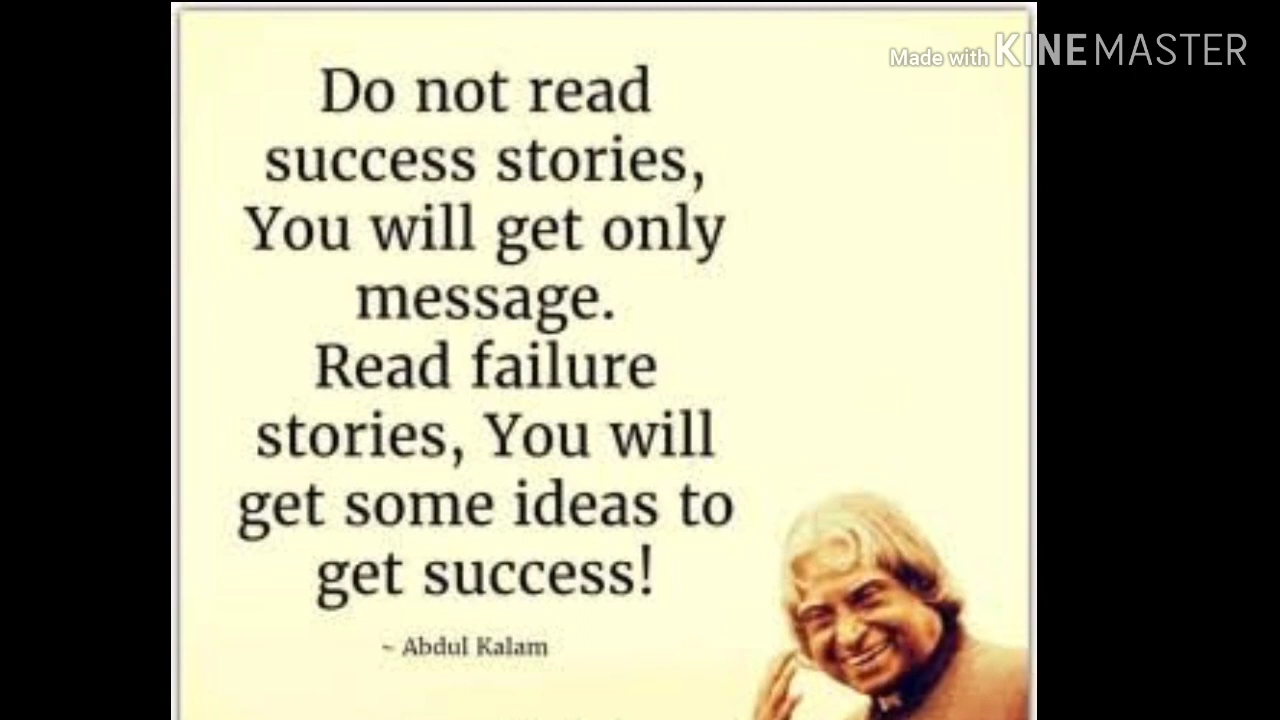 Made with KINEMASTER
Do not read
success stories,
You will get only
message.
Read failure
stories, You will
get some ideas to
get success!
~ Abdul Kalam